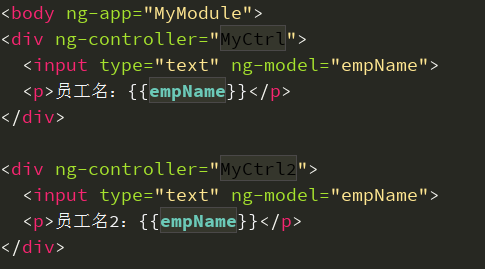 <body ng-app="MyModule">
<div ng-controller="MyCtrl">
<input type="text" ng-model="empName">
<p>员工名：{{empName}}</p>
</div>
<div ng-controller="MyCtrl2">
<input type="text" ng-model="empName">
<p>员工名2：{{empName}}</p>
</div>